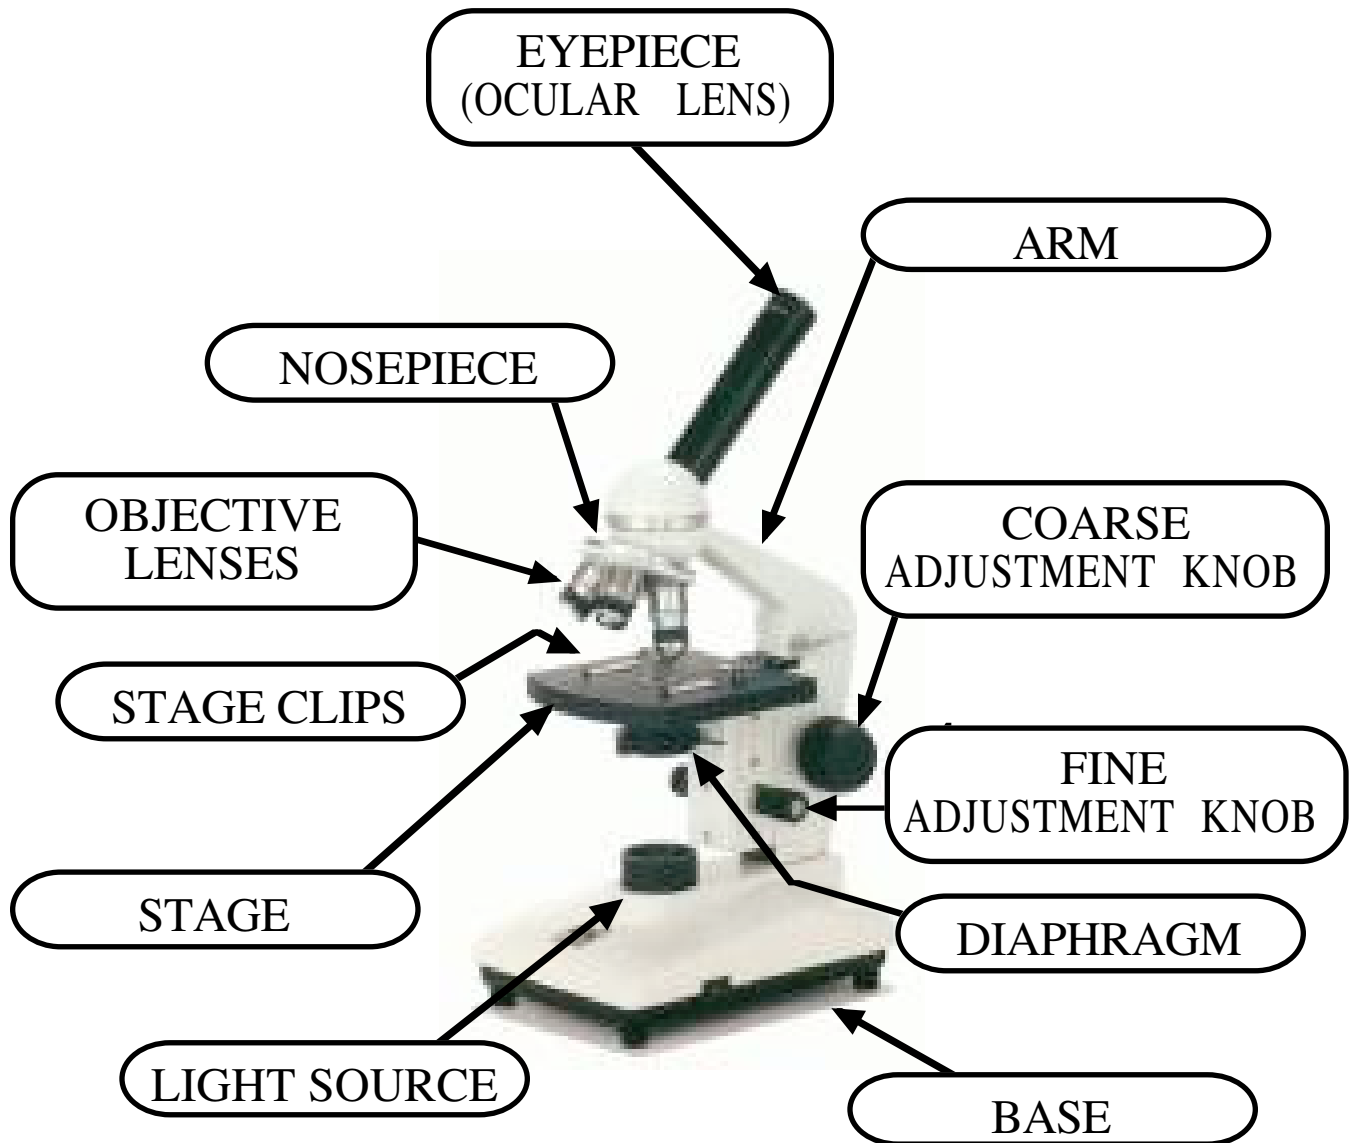 EYEPIECE
(OCULAR LENS)
ARM
NOSEPIECE
OBJECTIVE
LENSES
COARSE
ADJUSTMENT KNOB
STAGE CLIPS
FINE
ADJUSTMENT KNOB
STAGE
DIAPHRAGM
LIGHT SOURCE
BASE